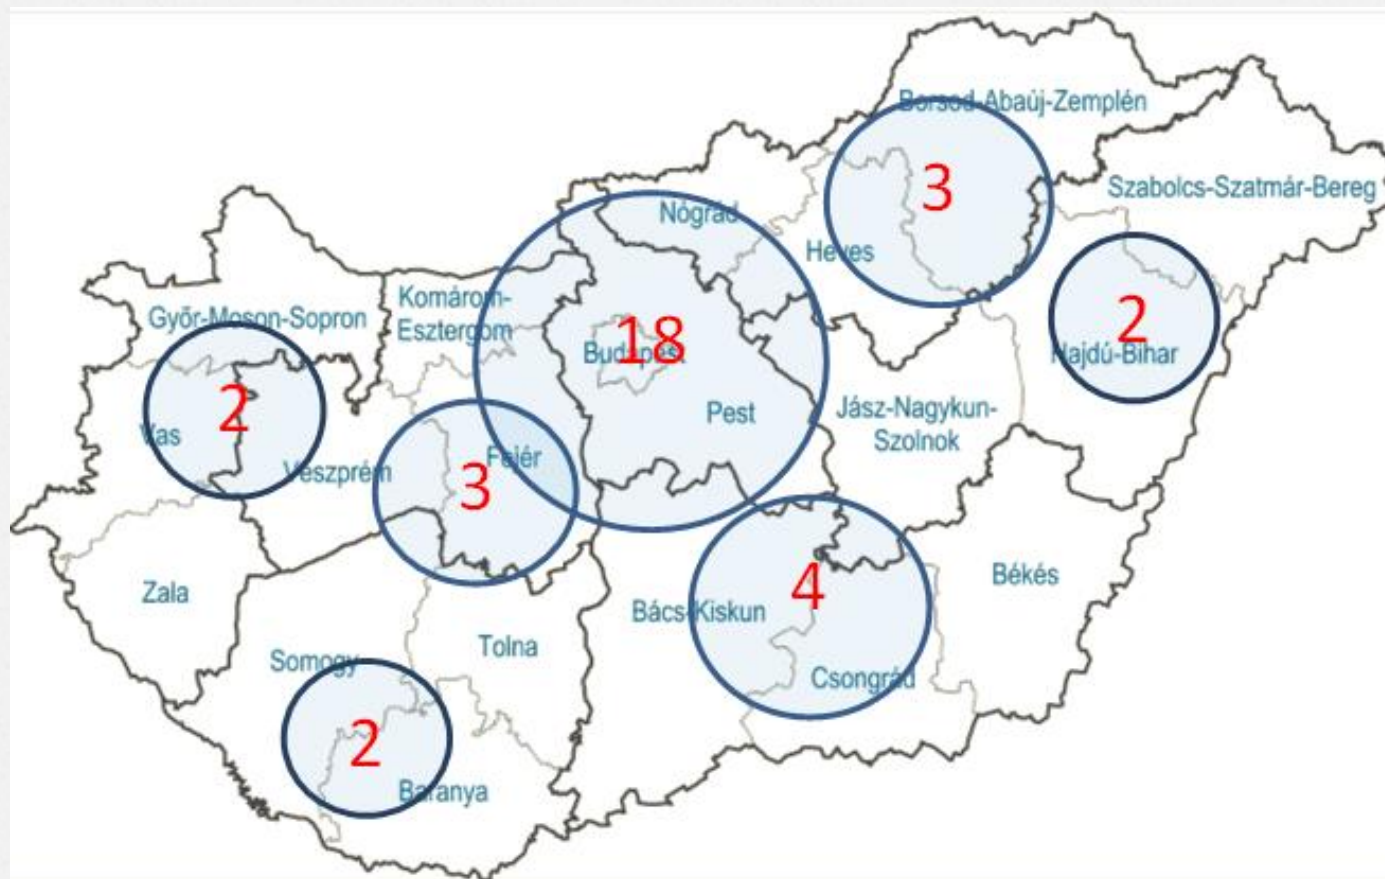 Borsod-Abaúj-Zemplén
3
Szabolcs-Szatmár-Bereg
Nógrád
Heves
Komárom-
Esztergom
Győr-Moson-Sopron
18
Budapest
2
Hajdú-Bihar
2
Vas
Veszprém
Pest
Jász-Nagykun-
Szolnok
Fejér
3
Zala
4
Békés
Bács-Kiskun
Tolna
Somogy
Csongrád
2
Baranya